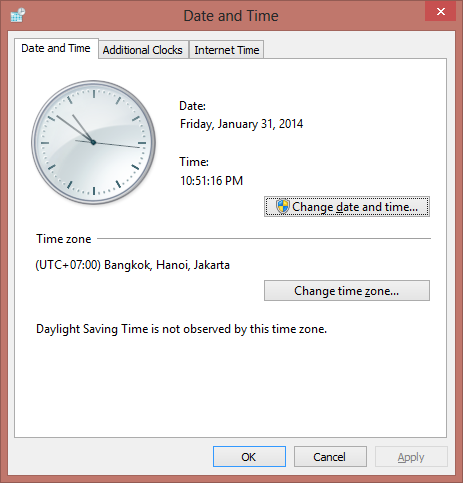 Date and Time
Date and Time
Additional Clocks
Internet Time
Date:
Friday, January 31, 2014
Time:
10:51:16 PM
Change date and time...
Time zone
(UTC+07:00) Bangkok, Hanoi, Jakarta
Change time zone...
Daylight Saving Time is not observed by this time zone.
OK
Cancel
Apply